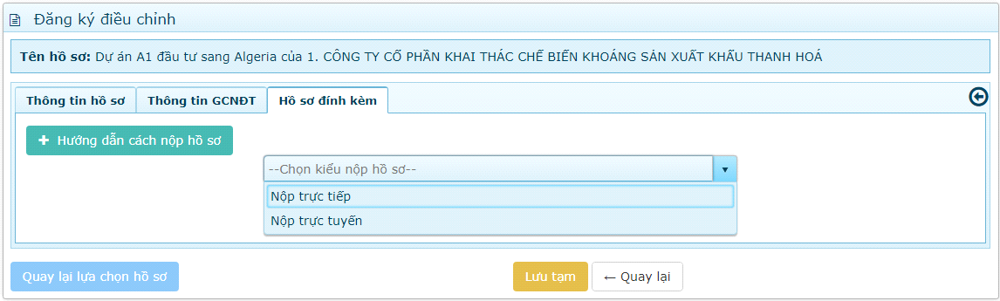 Đăng ký điều chỉnh
Tên hồ sơ: Dự án A1 đầu tư sang Algeria của 1. CÔNG TY CỔ PHẦN KHAI THÁC CHẾ BIẾN KHOÁNG SẢN XUẤT KHẨU THANH HOÁ
Thông tin hồ sơ Thông tin GCNĐT Hồ sơ đính kèm
+ Hướng dẫn cách nộp hồ sơ
--Chọn kiểu nộp hồ sơ--
Nộp trực tiếp
Nộp trực tuyến
Quay lại lựa chọn hồ sơ Lưu tạm ← Quay lại